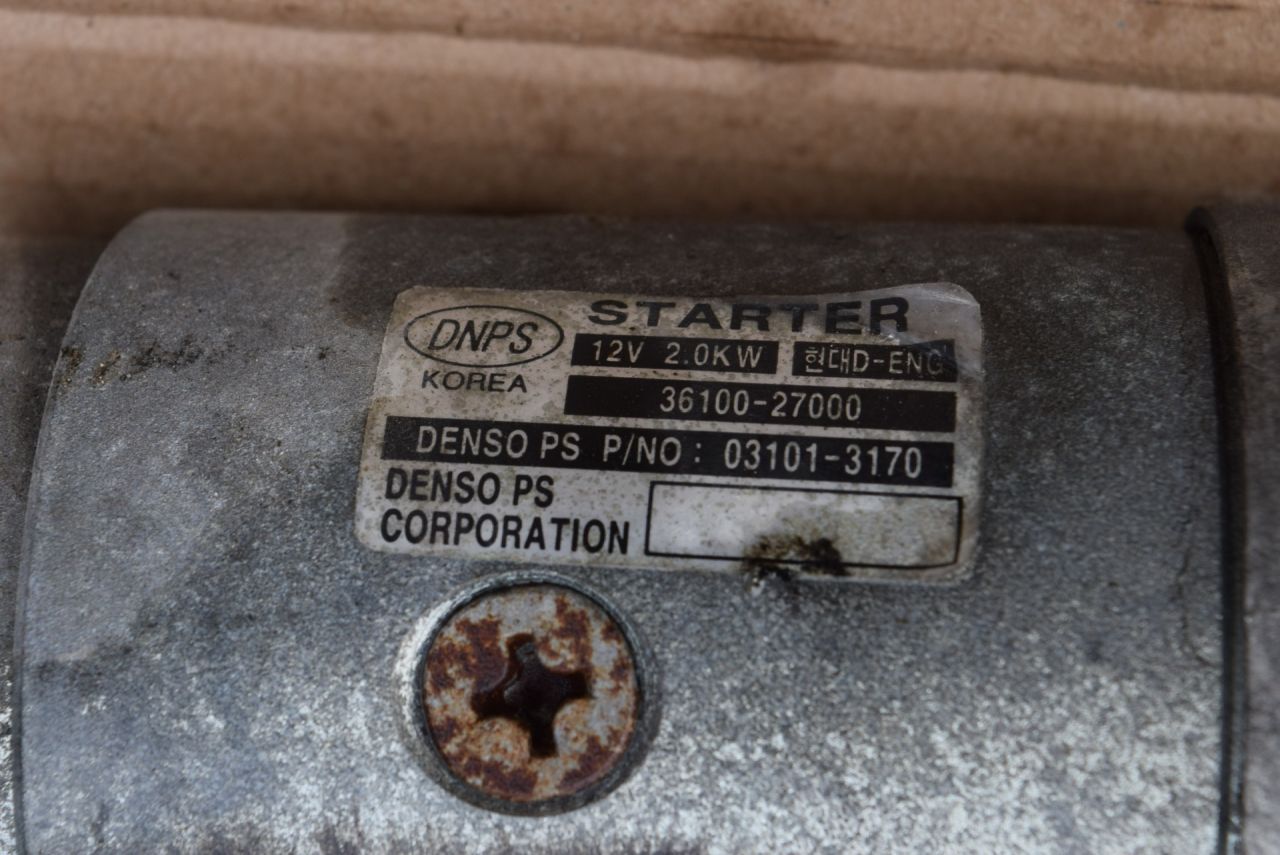 DNPS
KOREA
STARTER
12V 2.0KW 현대D-ENG
36100-27000
DENSO PS P/NO : 03101-3170
DENSO PS
CORPORATION